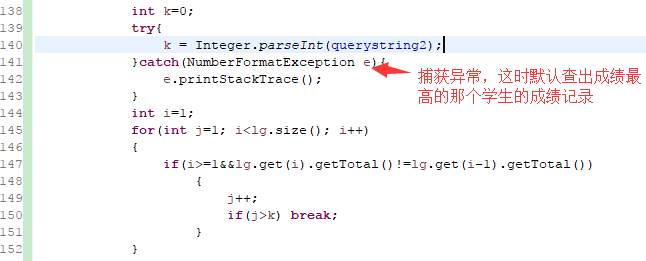 138 int k=0;
139 try{
140 k = Integer.parseInt(querystring2);
141 }catch(NumberFormatException e){
142 e.printStackTrace();
143 }
144 int i=1;
145 for(int j=1; i<lg.size(); i++)
146 {
147 if(i>=1&&lg.get(i).getTotal()!=lg.get(i-1).getTotal())
148 {
149 j++;
150 if(j>k) break;
151 }
152 }
捕获异常，这时默认查出成绩最
高的那个学生的成绩记录